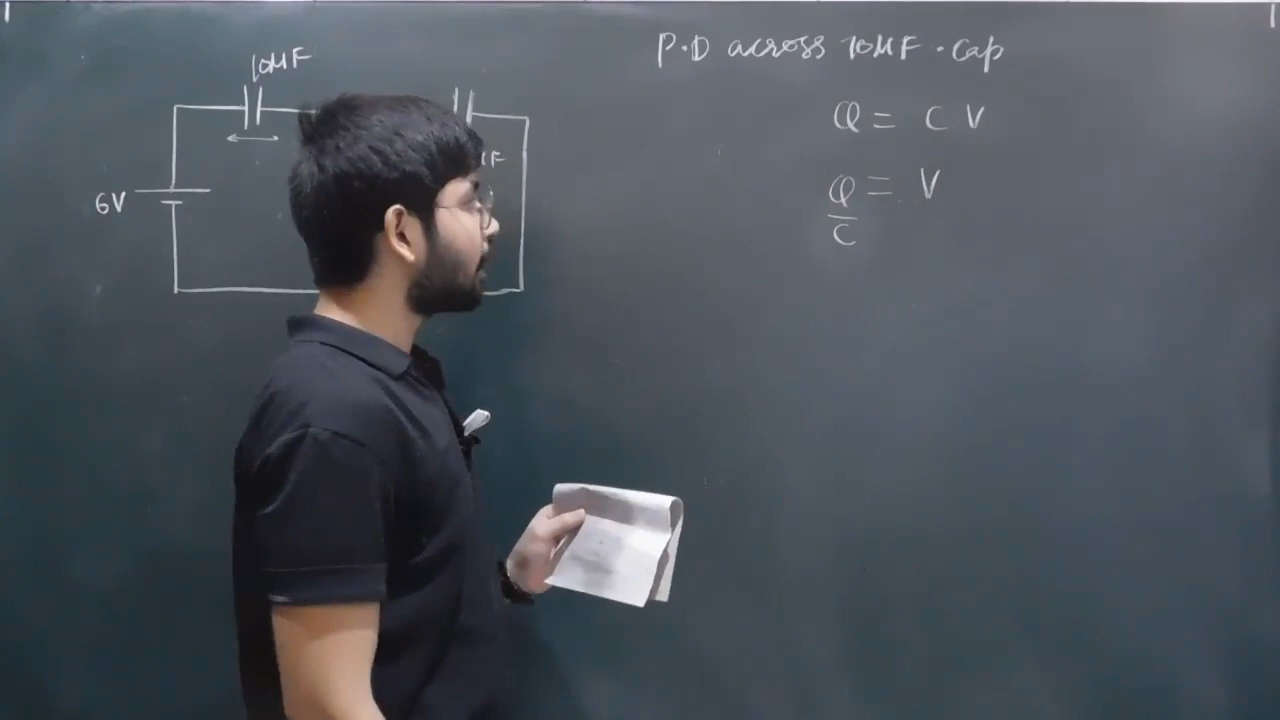 P.D across 10μF . cap
10μF
Q = C V
6V
Q/C = V